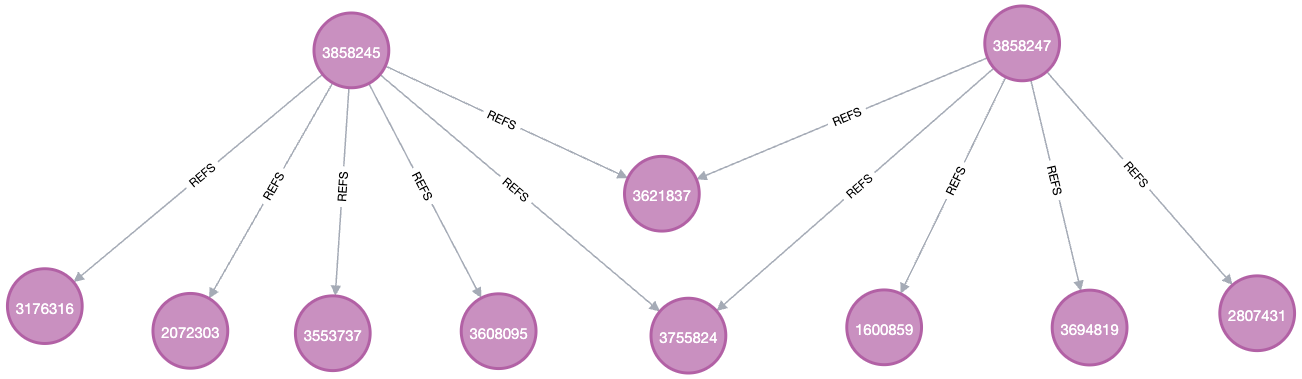 3858245
3858247
REFS
REFS
REFS
REFS
REFS
REFS
REFS
REFS
REFS
REFS
REFS
3621837
3176316
2072303
3553737
3608095
3755824
1600859
3694819
2807431